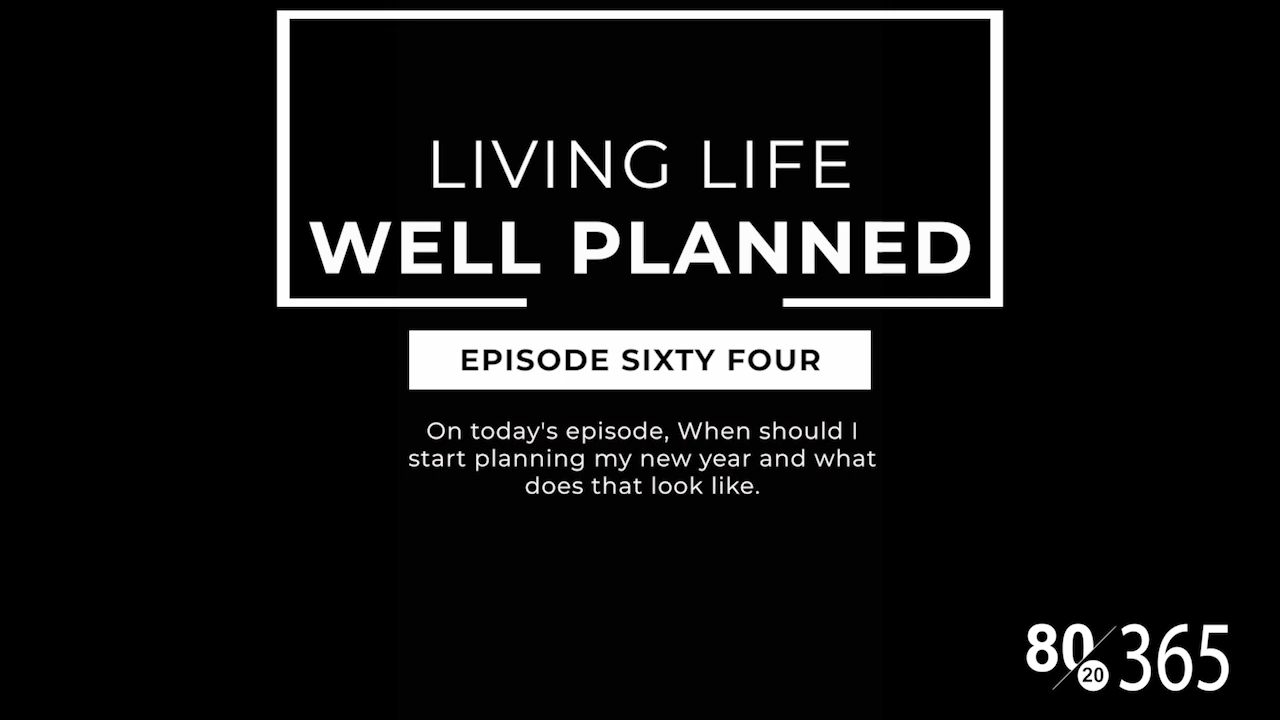 LIVING LIFE
WELL PLANNED
EPISODE SIXTY FOUR
On today's episode, When should I
start planning my new year and what
does that look like.
80/20 365